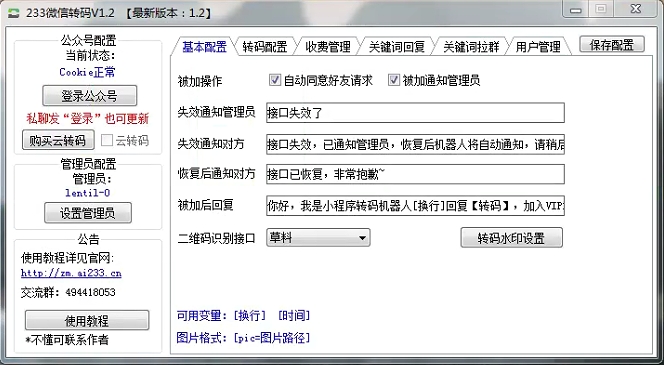 233微信转码V1.2 【最新版本：1.2】
公众号配置
当前状态：
Cookie正常
登录公众号
私聊发“登录”也可更新
购买云转码 云转码
管理员配置
管理员：
lentil-0
设置管理员
公告
使用教程详见官网：
http://zm.ai233.cn
交流群：494418053
使用教程
*不懂可联系作者
基本配置 转码配置 收费管理 关键词回复 关键词拉群 用户管理 保存配置
被加操作 自动同意好友请求 被加通知管理员
失效通知管理员 接口失效了
失效通知对方 接口失效，已通知管理员，恢复后机器人将自动通知，请稍后
恢复后通知对方 接口已恢复，非常抱歉~
被加后回复 你好，我是小程序转码机器人[换行]回复【转码】，加入VIP
二维码识别接口 草料 转码水印设置
可用变量：[换行] [时间]
图片格式：[pic=图片路径]